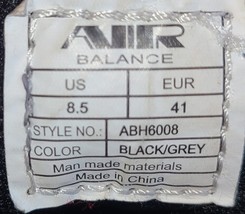 AIR
BALANCE
US EUR
8.5 41
STYLE NO.: ABH6008
COLOR BLACK/GREY
Man made materials
Made in China